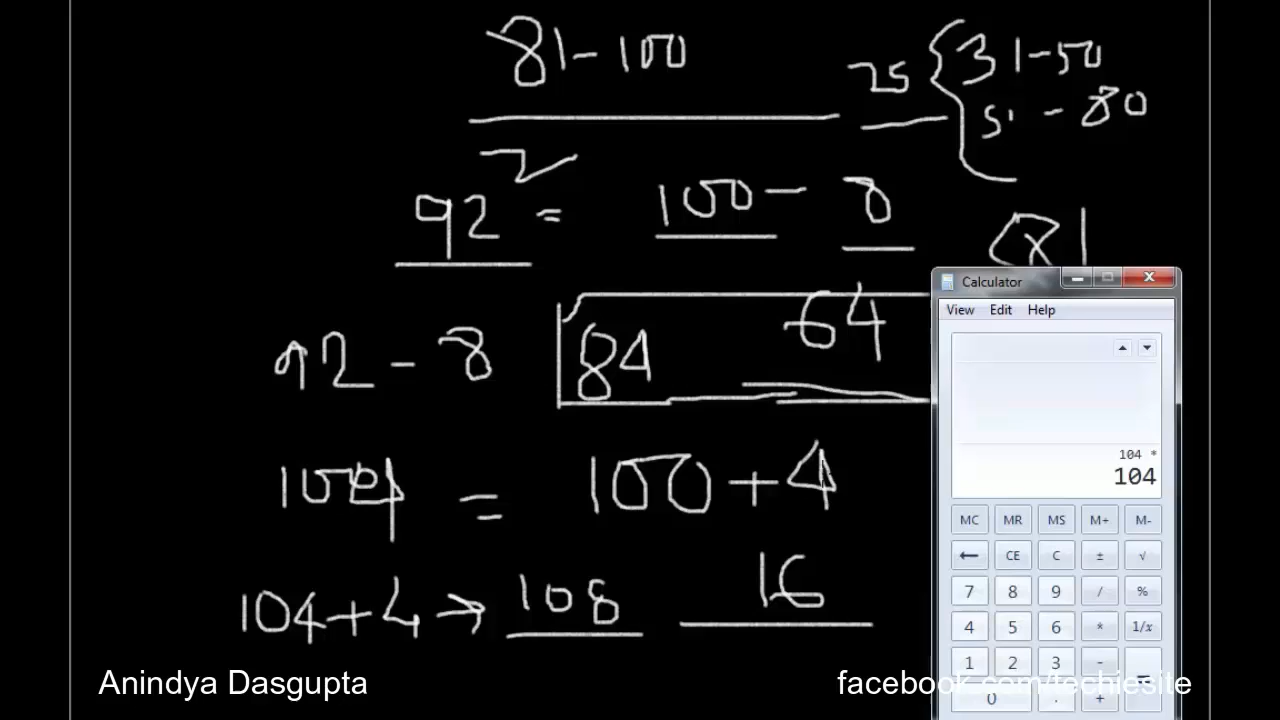 81-100
25 { 31-50
51 - 80
92 = 100- 8
81
92 - 8 84 64
104 = 100+4
104+4→ 108 16
Calculator
View Edit Help
104 *
104
MC MR MS M+ M-
← CE C ± √
7 8 9 / %
4 5 6 * 1/x
1 2 3 - =
0 . +
Anindya Dasgupta
facebook.com/techiesite